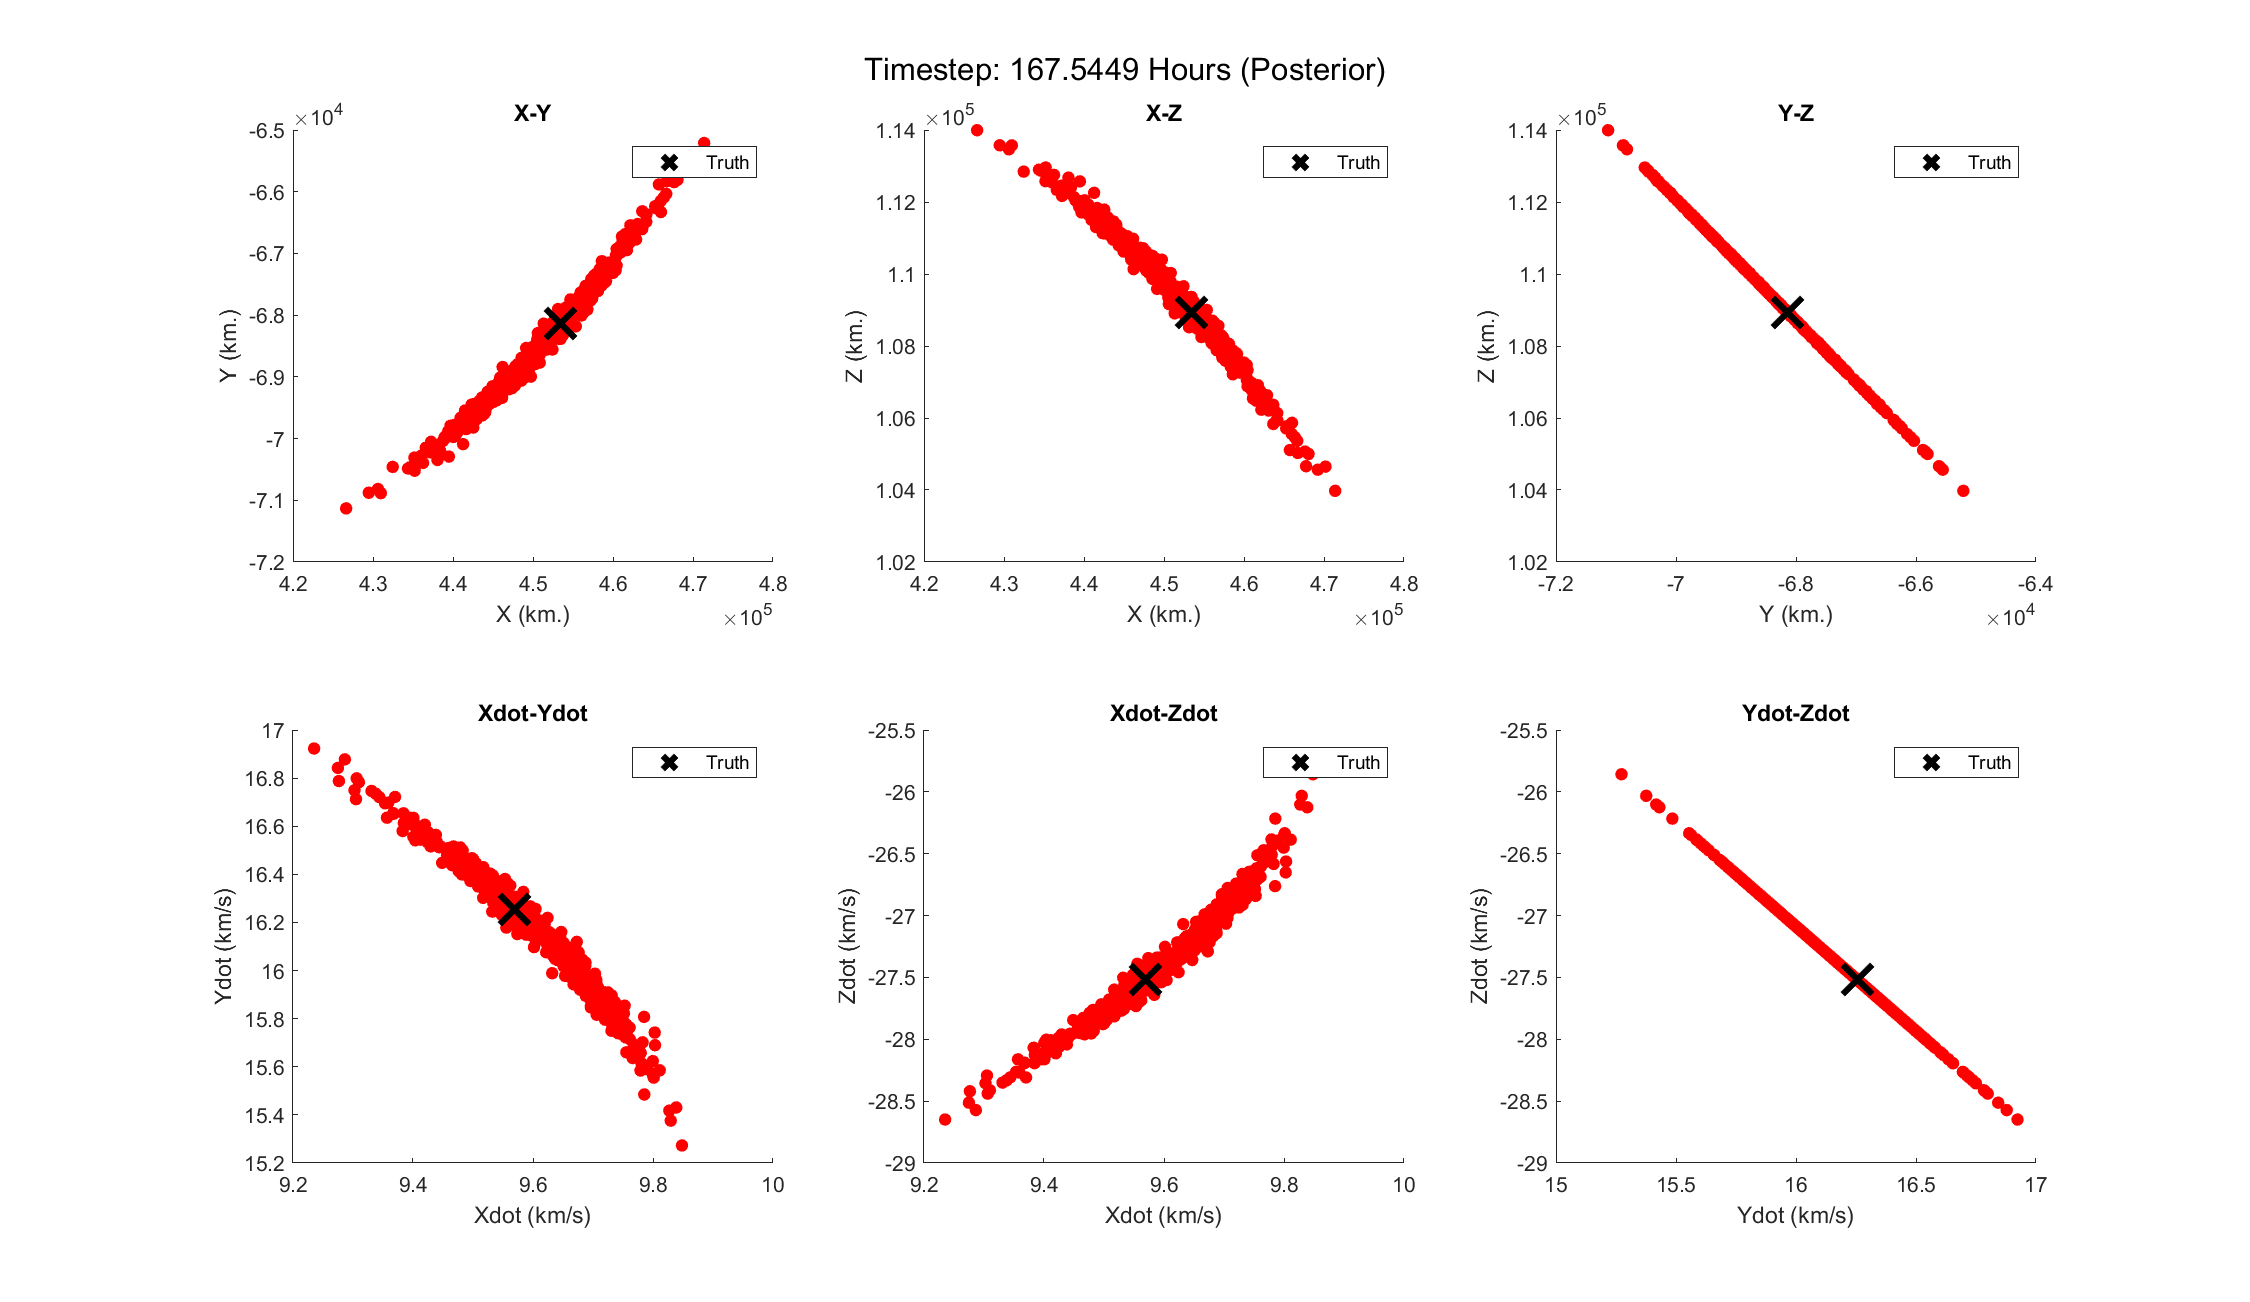 Timestep: 167.5449 Hours (Posterior)
X-Y
×10^4
-6.5
-6.6
-6.7
-6.8
-6.9
-7
-7.1
-7.2
Y (km.)
4.2 4.3 4.4 4.5 4.6 4.7 4.8
X (km.)
×10^5
Truth
X-Z
×10^5
1.14
1.12
1.1
1.08
1.06
1.04
1.02
Z (km.)
4.2 4.3 4.4 4.5 4.6 4.7 4.8
X (km.)
×10^5
Truth
Y-Z
×10^5
1.14
1.12
1.1
1.08
1.06
1.04
1.02
Z (km.)
-7.2 -7 -6.8 -6.6 -6.4
Y (km.)
×10^4
Truth
Xdot-Ydot
17
16.8
16.6
16.4
16.2
16
15.8
15.6
15.4
15.2
Ydot (km/s)
9.2 9.4 9.6 9.8 10
Xdot (km/s)
Truth
Xdot-Zdot
-25.5
-26
-26.5
-27
-27.5
-28
-28.5
-29
Zdot (km/s)
9.2 9.4 9.6 9.8 10
Xdot (km/s)
Truth
Ydot-Zdot
-25.5
-26
-26.5
-27
-27.5
-28
-28.5
-29
Zdot (km/s)
15 15.5 16 16.5 17
Ydot (km/s)
Truth